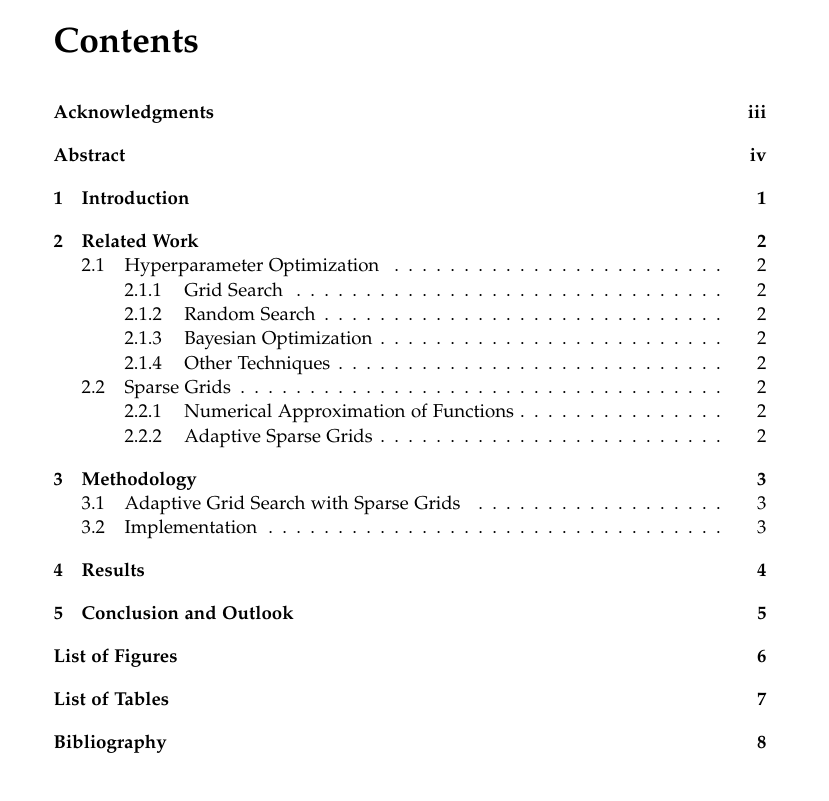 Contents
Acknowledgments iii
Abstract iv
1 Introduction 1
2 Related Work 2
2.1 Hyperparameter Optimization . . . . . . . . . . . . . . . . . . . . . . . . 2
2.1.1 Grid Search . . . . . . . . . . . . . . . . . . . . . . . . . . . . . . . 2
2.1.2 Random Search . . . . . . . . . . . . . . . . . . . . . . . . . . . . . 2
2.1.3 Bayesian Optimization . . . . . . . . . . . . . . . . . . . . . . . . . 2
2.1.4 Other Techniques . . . . . . . . . . . . . . . . . . . . . . . . . . . . 2
2.2 Sparse Grids . . . . . . . . . . . . . . . . . . . . . . . . . . . . . . . . . . . 2
2.2.1 Numerical Approximation of Functions . . . . . . . . . . . . . . . 2
2.2.2 Adaptive Sparse Grids . . . . . . . . . . . . . . . . . . . . . . . . . 2
3 Methodology 3
3.1 Adaptive Grid Search with Sparse Grids . . . . . . . . . . . . . . . . . . 3
3.2 Implementation . . . . . . . . . . . . . . . . . . . . . . . . . . . . . . . . . 3
4 Results 4
5 Conclusion and Outlook 5
List of Figures 6
List of Tables 7
Bibliography 8